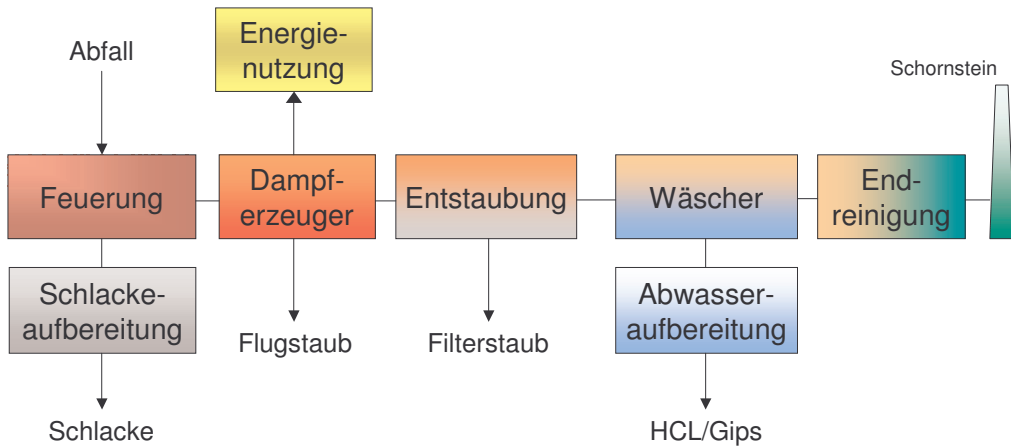 Abfall
Energie-
nutzung
Schornstein
Feuerung
Dampf-
erzeuger
Entstaubung
Wäscher
End-
reinigung
Schlacke-
aufbereitung
Flugstaub
Filterstaub
Abwasser-
aufbereitung
Schlacke
HCL/Gips